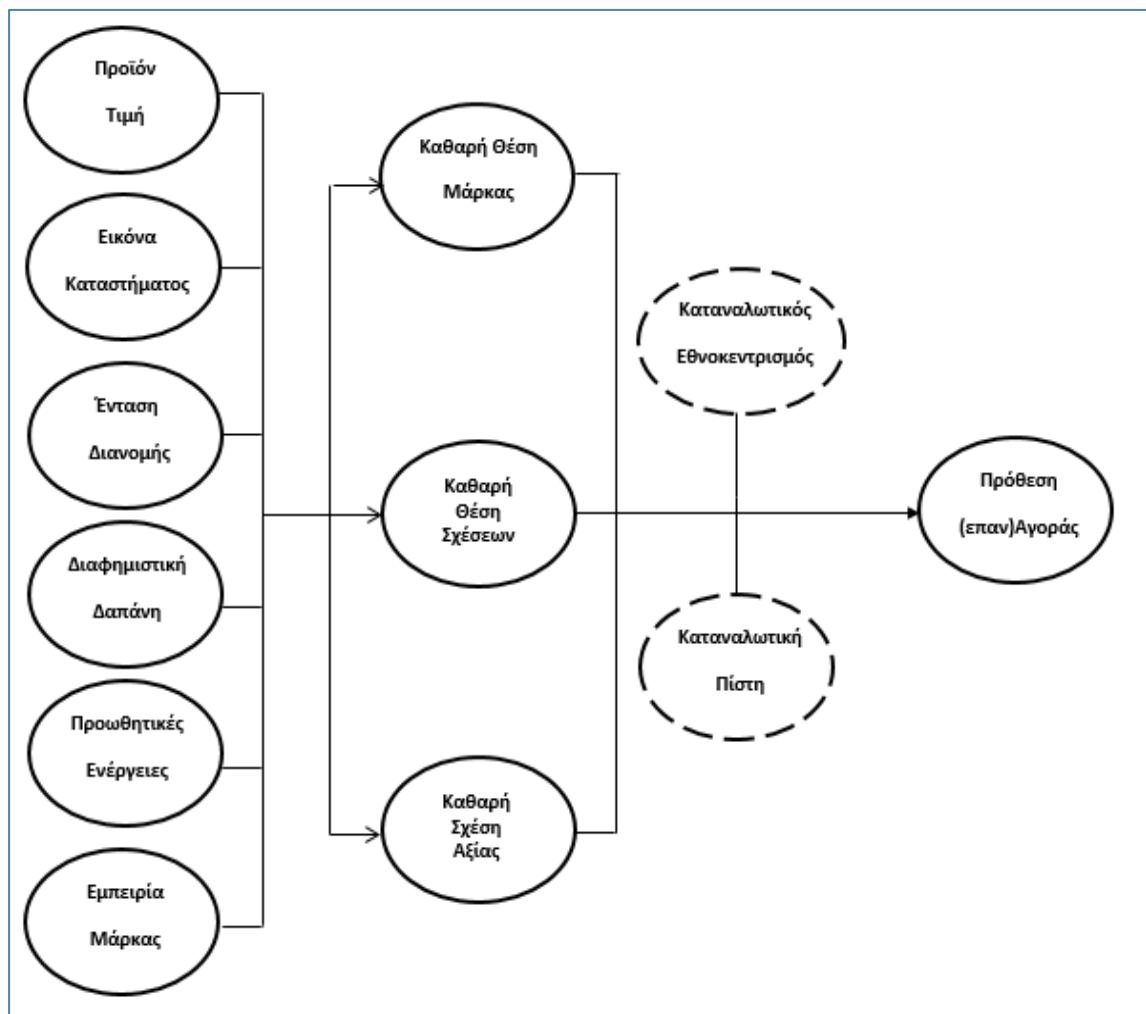 Προϊόν
Τιμή
Εικόνα
Καταστήματος
Ένταση
Διανομής
Διαφημιστική
Δαπάνη
Προωθητικές
Ενέργειες
Εμπειρία
Μάρκας
Καθαρή Θέση
Μάρκας
Καθαρή
Θέση
Σχέσεων
Καθαρή
Σχέση
Αξίας
Καταναλωτικός
Εθνοκεντρισμός
Καταναλωτική
Πίστη
Πρόθεση
(επαν)Αγοράς